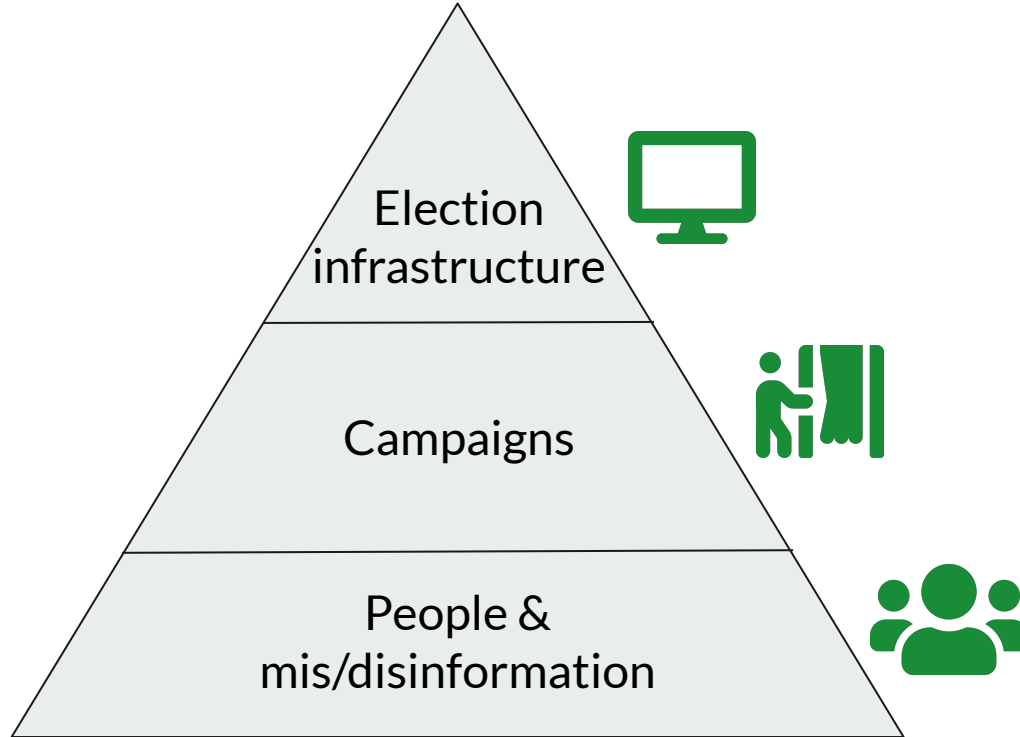 Election
infrastructure
Campaigns
People &
mis/disinformation